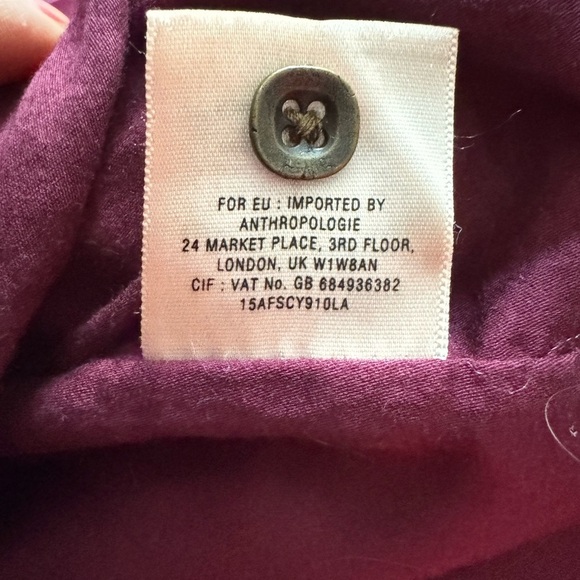 FOR EU : IMPORTED BY
ANTHROPOLOGIE
24 MARKET PLACE, 3RD FLOOR,
LONDON, UK W1W8AN
CIF : VAT No. GB 684936382
15AFSCY910LA